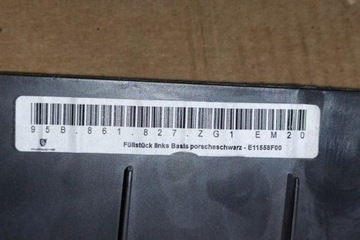 95B.861.827.ZG1 EM20
Füllstück links Basis porscheschwarz - E11558F00